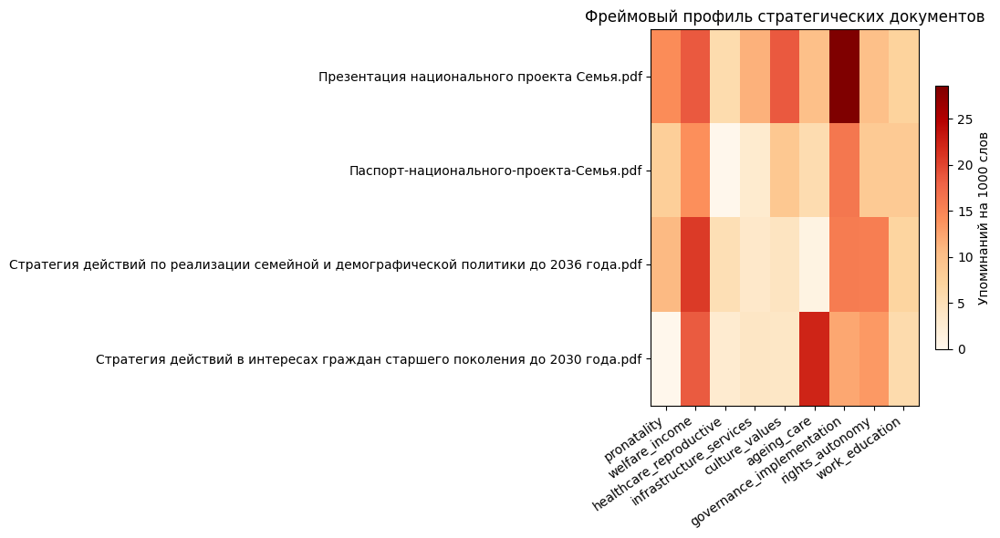 Фреймовый профиль стратегических документов
Презентация национального проекта Семья.pdf
Паспорт-национального-проекта-Семья.pdf
Стратегия действий по реализации семейной и демографической политики до 2036 года.pdf
Стратегия действий в интересах граждан старшего поколения до 2030 года.pdf
pronatality
welfare_income
healthcare_reproductive
infrastructure_services
culture_values
ageing_care
governance_implementation
rights_autonomy
work_education
25
20
15
10
5
0
Упоминаний на 1000 слов